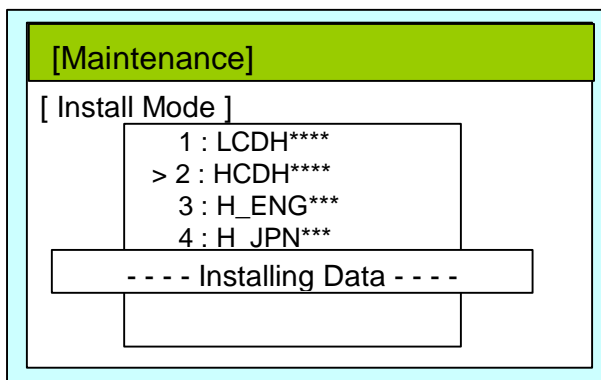 [Maintenance]
[ Install Mode ]
1 : LCDH****
> 2 : HCDH****
3 : H_ENG***
4 : H_JPN***
- - - - Installing Data - - - -